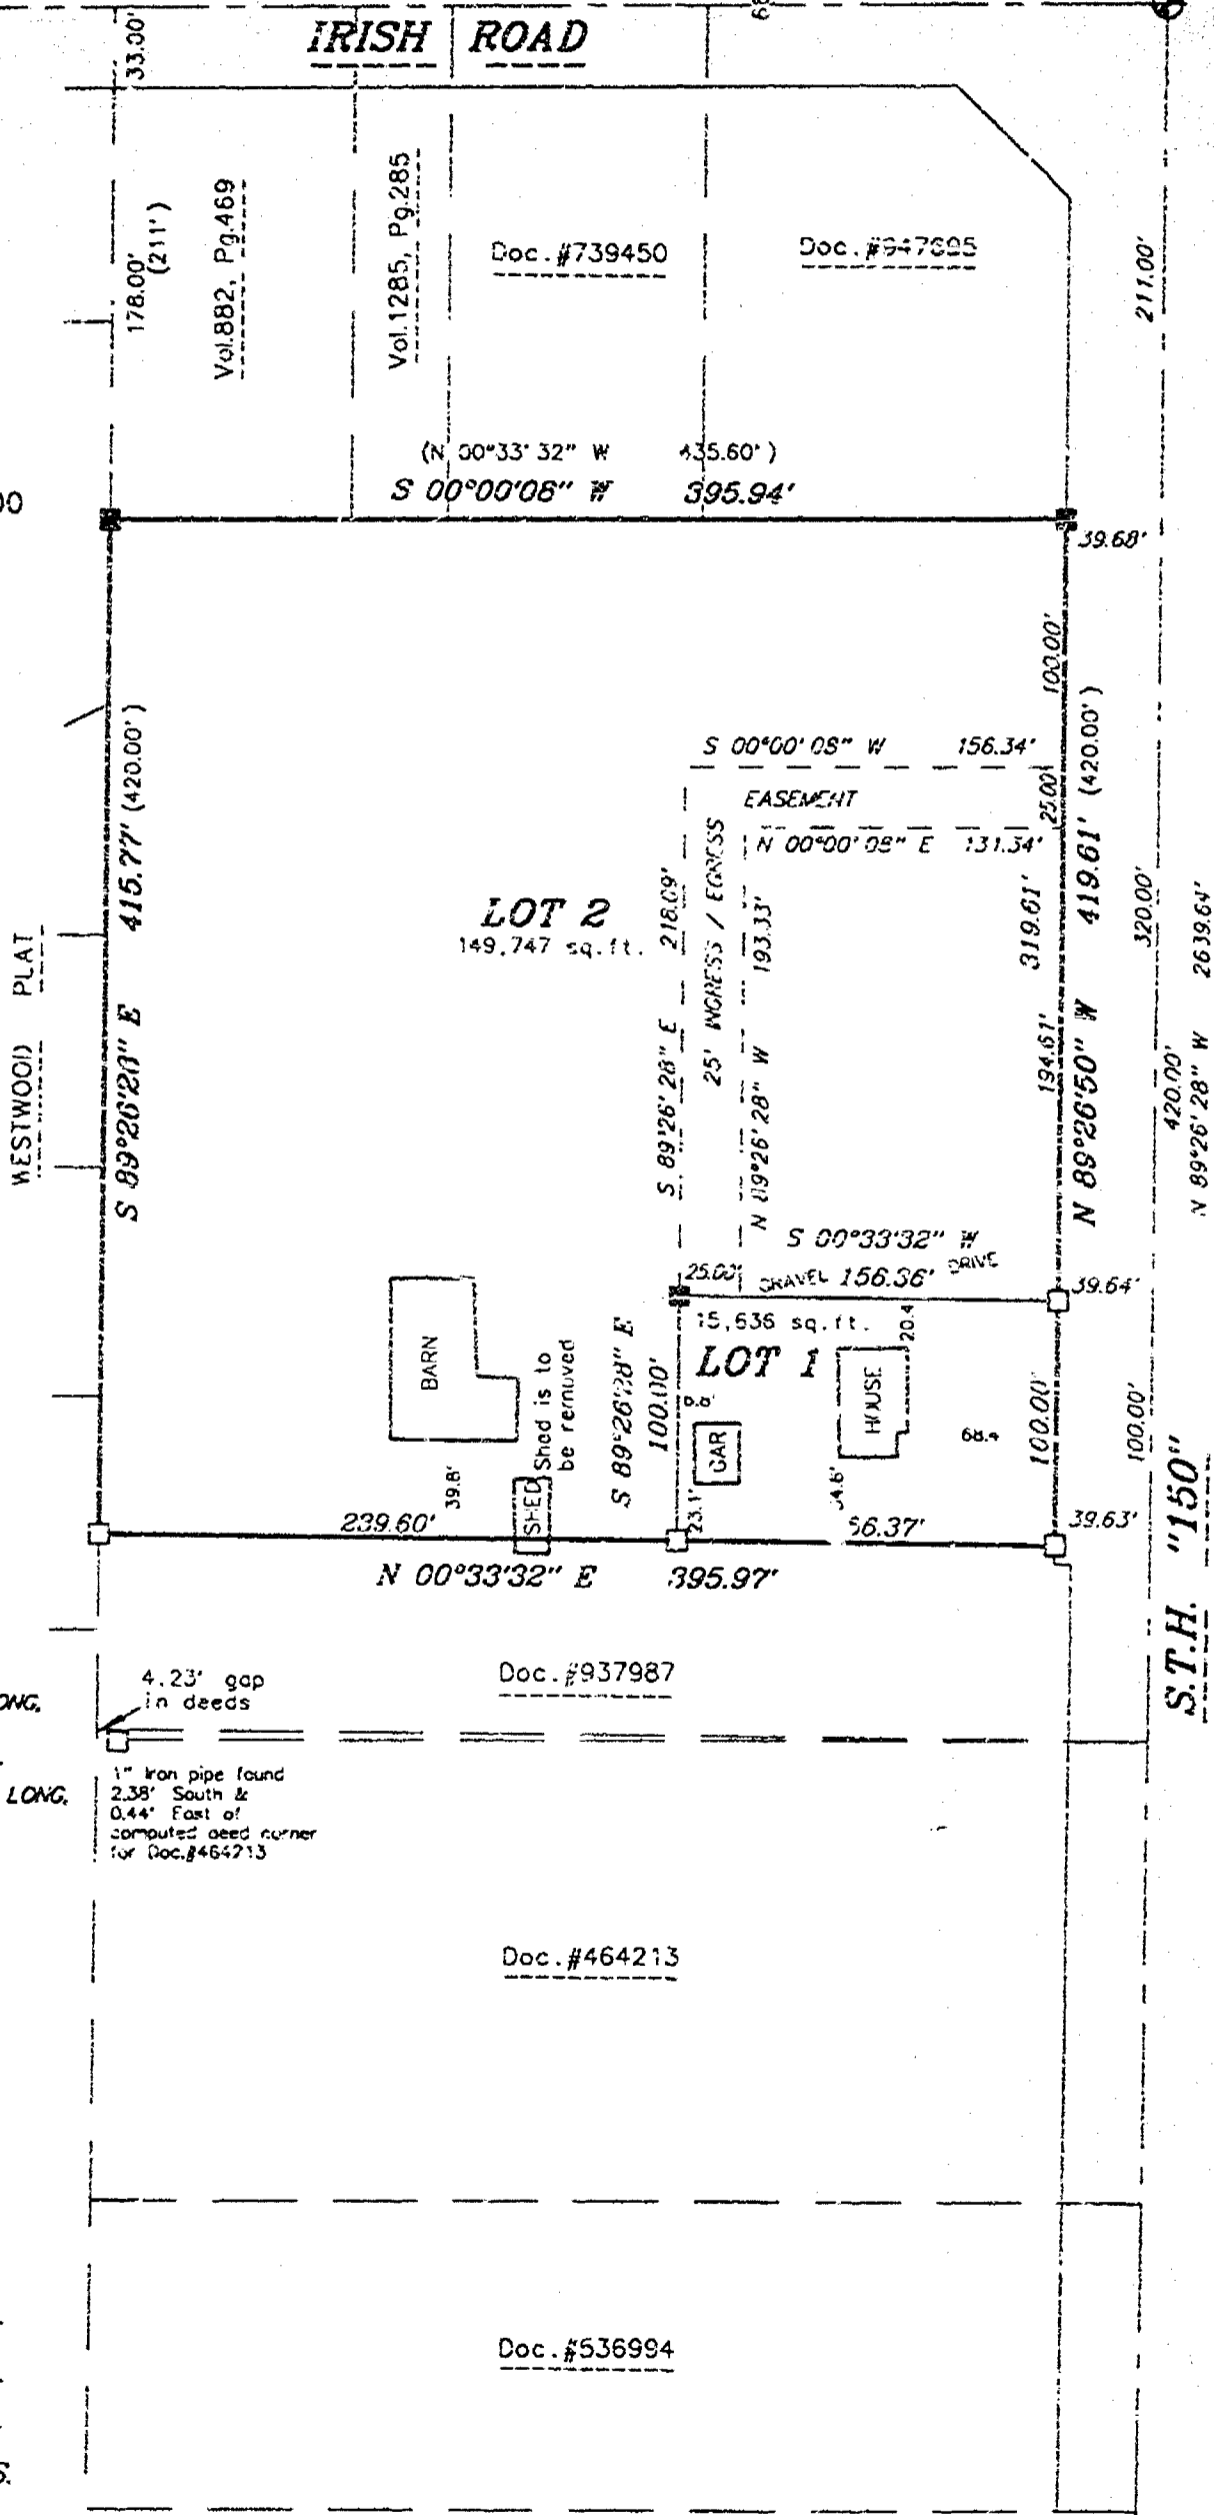 IRISH ROAD
33.00'
178.00'
(211')
Vol.882, Pg.469
Vol.1285, Pg.285
Doc.#739450
211.00'
(N 00°33'32" W 435.60')
S 00°00'08" W 395.94'
39.68'
100.00'
S 00°00'08" W 156.34'
EASEMENT
25.00'
N 00°00'08" E 131.34'
419.61' (420.00')
N 89°26'50" W
415.77' (420.00')
S 89°26'28" E
WESTWOOD PLAT
LOT 2
149,747 sq.ft.
218.09'
S 89°26'28" E
25' INGRESS / EGRESS
193.33'
N 89°26'28" W
319.61'
194.61'
320.00'
420.00'
N 89°26'28" W 2639.64'
S 00°33'32" W
25.00'
GRAVEL 156.36' DRIVE
39.64'
15,636 sq.ft.
LOT 1
20.4
BARN
Shed is to
be removed
S 89°26'28" E
100.00'
GAR
HOUSE
68.4
100.00'
100.00'
39.8'
SHED
23.1'
239.60'
56.37'
39.63'
N 00°33'32" E 395.97'
S.T.H. "150"
4.23' gap
in deeds
Doc.#937987
LONG.
1" Iron pipe found
2.38' South &
0.44' East of
computed deed corner
for Doc.#464213
Doc.#464213
Doc.#536994